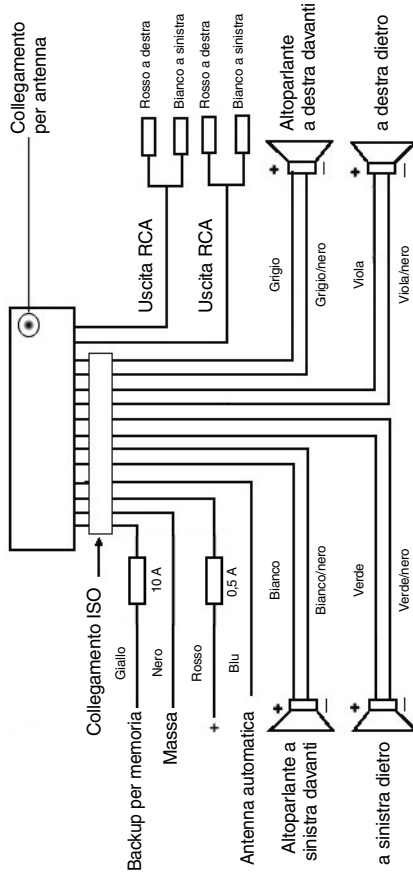 Collegamento
per antenna
Rosso a destra
Bianco a sinistra
Rosso a destra
Bianco a sinistra
Uscita RCA
Uscita RCA
Altoparlante
a destra davanti
+
–
Grigio
Grigio/nero
a destra dietro
+
–
Viola
Viola/nero
Collegamento ISO
Giallo
10 A
Backup per memoria
Nero
Massa
Rosso
0,5 A
+
Blu
Antenna automatica
Bianco
Bianco/nero
+
–
Altoparlante a
sinistra davanti
Verde
Verde/nero
+
–
a sinistra dietro